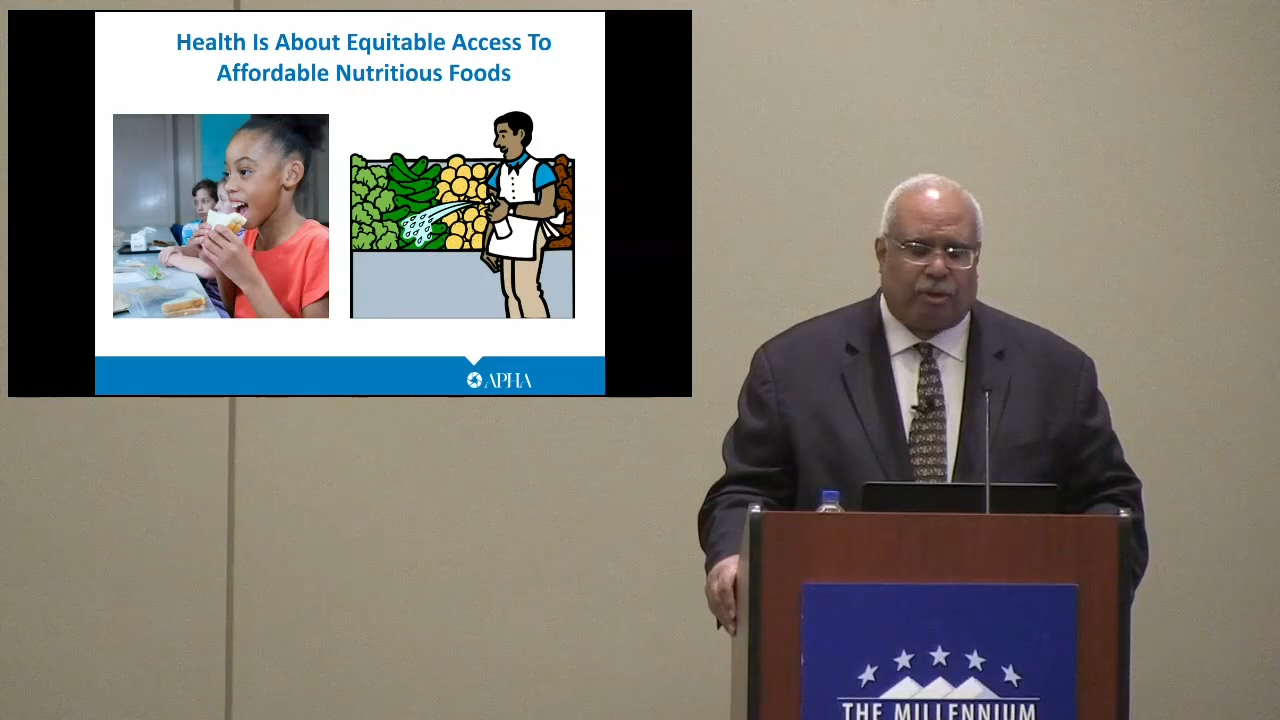 Health Is About Equitable Access To
Affordable Nutritious Foods
APHA
THE MILLENNIUM